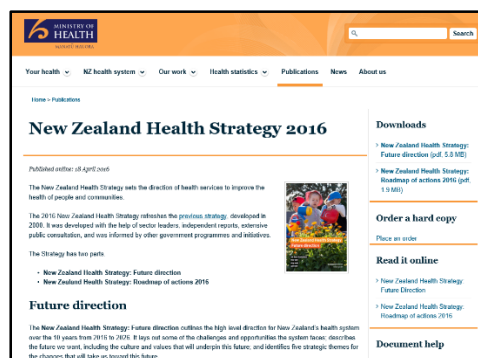 MINISTRY OF
HEALTH
MANATŪ HAUORA
Search
Your health
NZ health system
Our work
Health statistics
Publications
News
About us
Home > Publications
New Zealand Health Strategy 2016
Published online: 18 April 2016
The New Zealand Health Strategy sets the direction of health services to improve the
health of people and communities.
The 2016 New Zealand Health Strategy refreshes the previous strategy, developed in
2000. It was developed with the help of sector leaders, independent reports, extensive
public consultation, and was informed by other government programmes and initiatives.
The Strategy has two parts.
• New Zealand Health Strategy: Future direction
• New Zealand Health Strategy: Roadmap of actions 2016
Future direction
The New Zealand Health Strategy: Future direction outlines the high level direction for New Zealand's health system
over the 10 years from 2016 to 2026. It lays out some of the challenges and opportunities the system faces; describes
the future we want, including the culture and values that will underpin this future; and identifies five strategic themes for
the changes that will take us toward this future.
Downloads
New Zealand Health Strategy:
Future direction (pdf, 5.8 MB)
New Zealand Health Strategy:
Roadmap of actions 2016 (pdf,
1.9 MB)
Order a hard copy
Place an order
Read it online
New Zealand Health Strategy:
Future Direction
New Zealand Health Strategy:
Roadmap of actions 2016
Document help